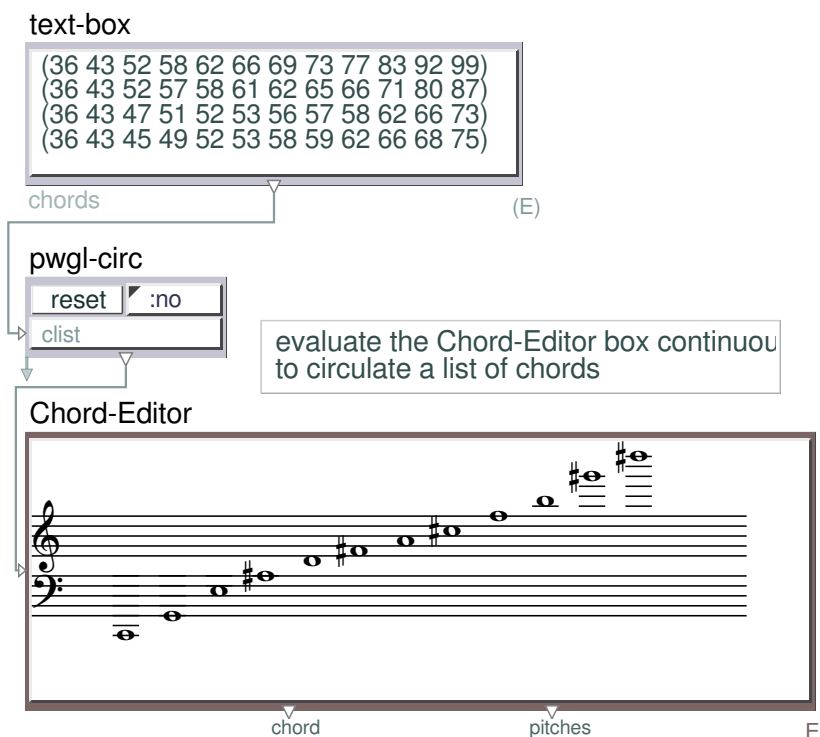 text-box
(36 43 52 58 62 66 69 73 77 83 92 99)
(36 43 52 57 58 61 62 65 66 71 80 87)
(36 43 47 51 52 53 56 57 58 62 66 73)
(36 43 45 49 52 53 58 59 62 66 68 75)
chords
(E)
pwgl-circ
reset :no
clist
evaluate the Chord-Editor box continuou
to circulate a list of chords
Chord-Editor
chord pitches